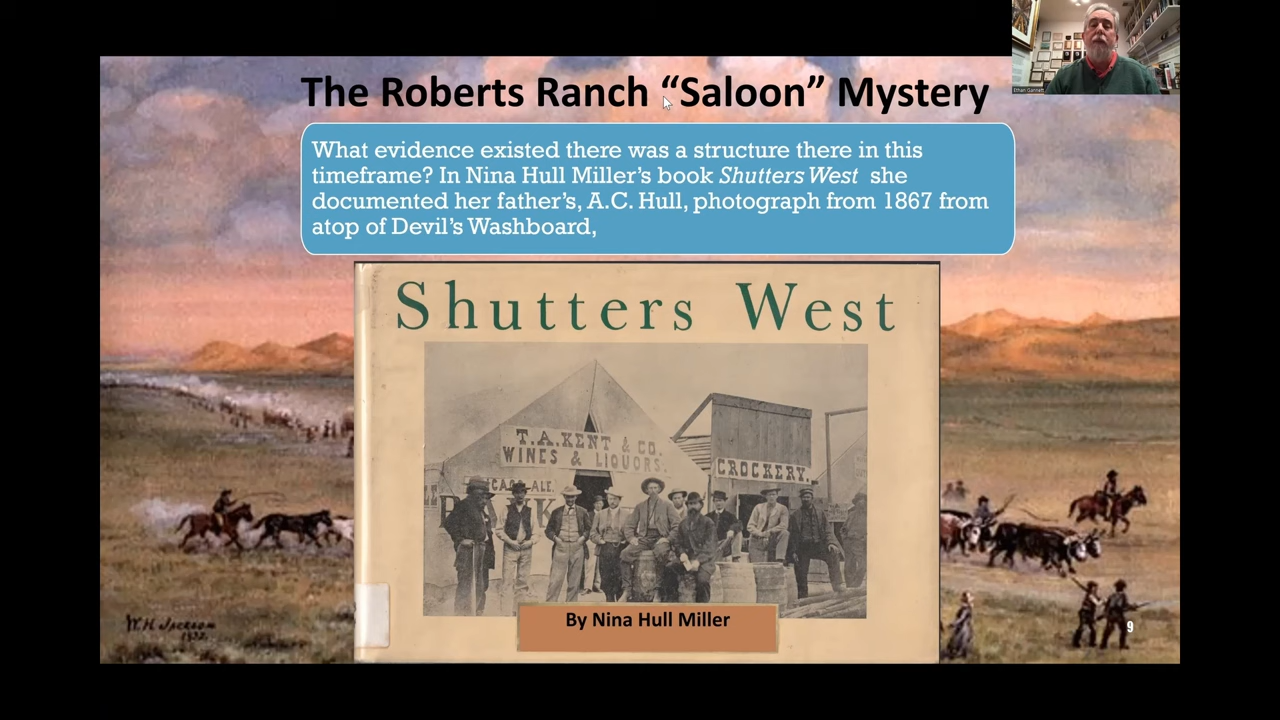 The Roberts Ranch “Saloon” Mystery
What evidence existed there was a structure there in this
timeframe? In Nina Hull Miller’s book Shutters West she
documented her father’s, A.C. Hull, photograph from 1867 from
atop of Devil’s Washboard,
Shutters West
T.A.KENT & CO.
WINES & LIQUORS.
CROCKERY.
ALE.
By Nina Hull Miller
W.H. JACKSON
9